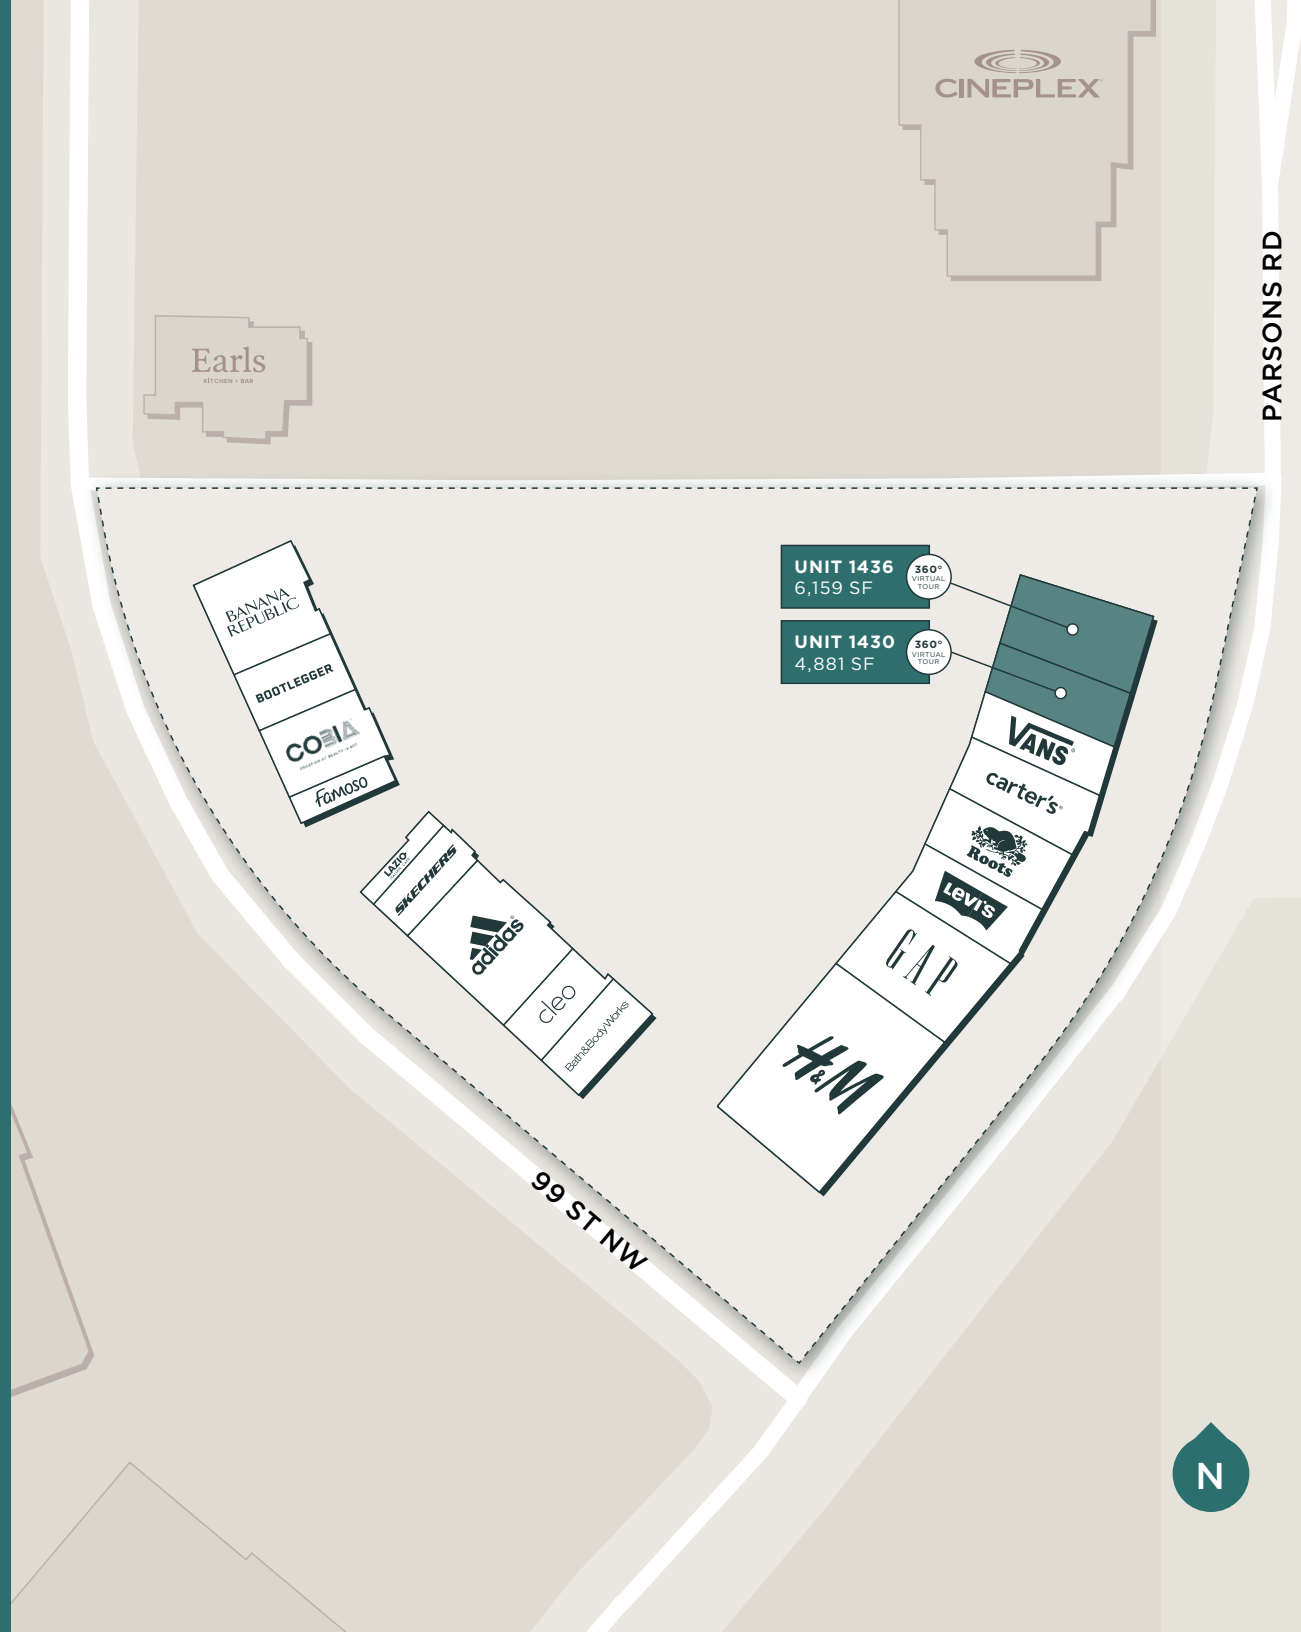 CINEPLEX
PARSONS RD
Earls
KITCHEN + BAR
UNIT 1436
6,159 SF
360°
VIRTUAL
TOUR
UNIT 1430
4,881 SF
360°
VIRTUAL
TOUR
BANANA
REPUBLIC
BOOTLEGGER
COBIA
famoso
LAZIO
SKECHERS
adidas
cleo
Bath&BodyWorks
VANS
carter's
Roots
Levi's
GAP
H&M
99 ST NW
N